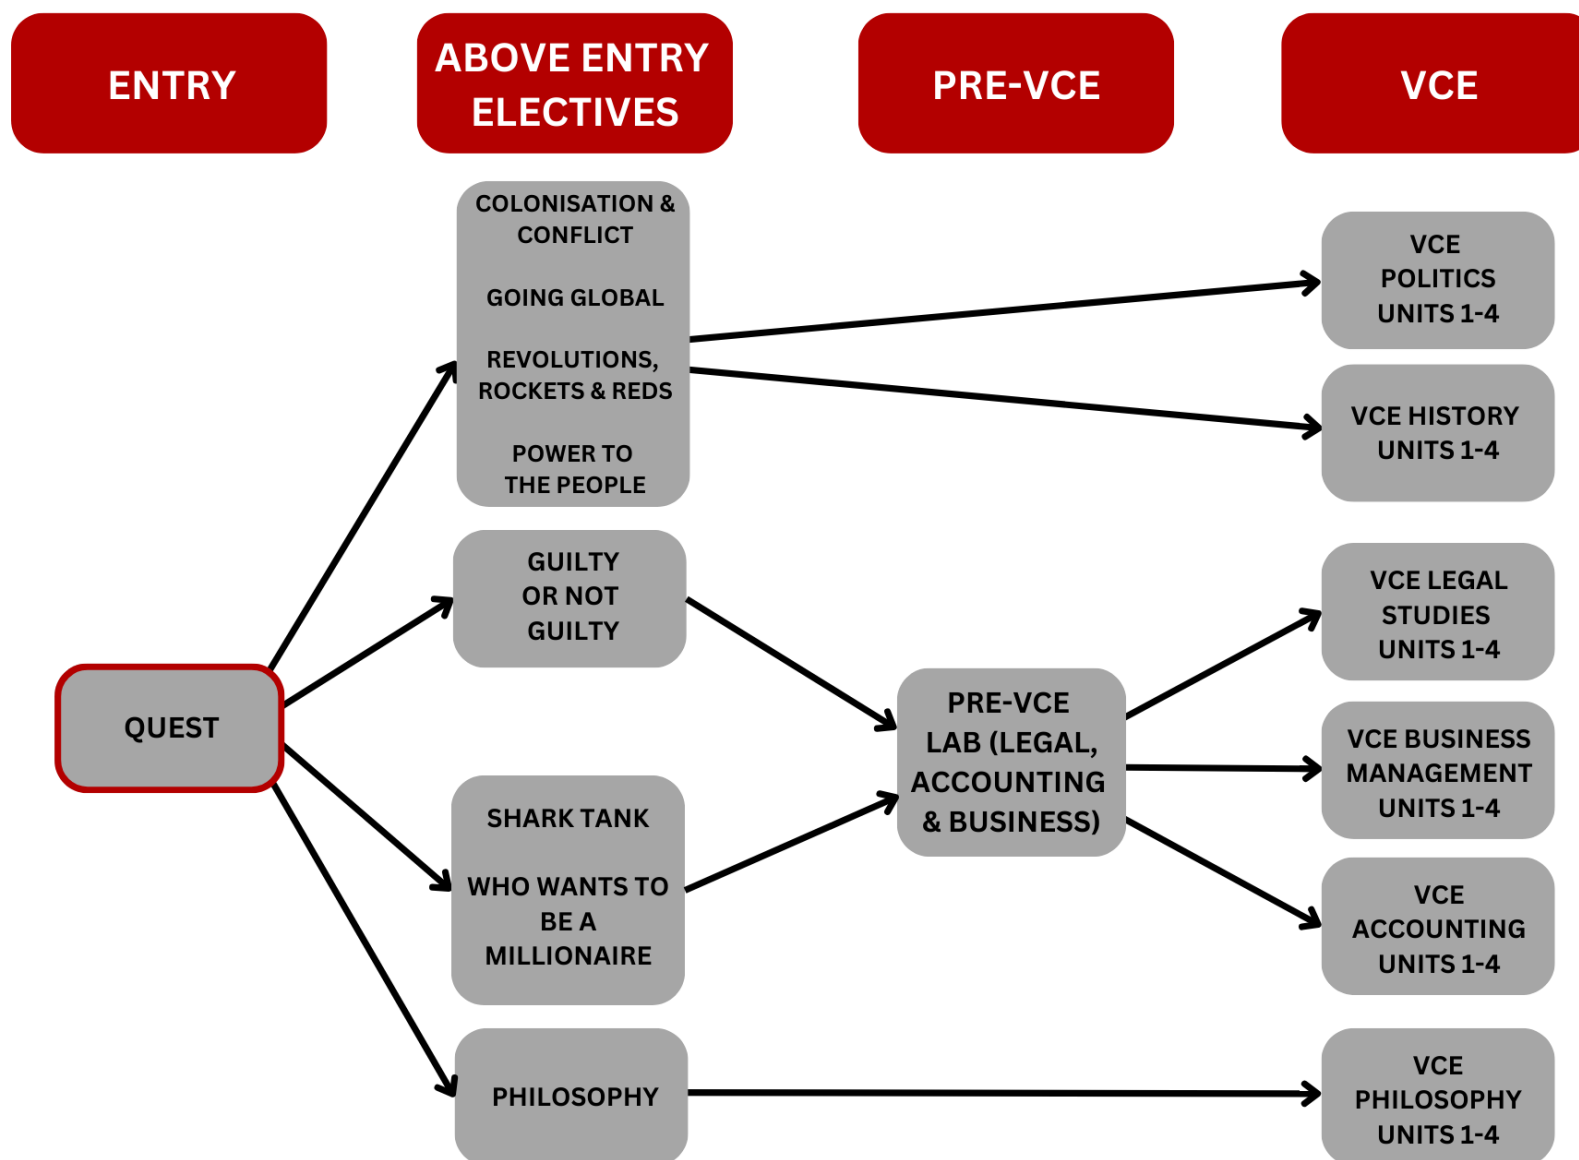 ENTRY
ABOVE ENTRY
ELECTIVES
PRE-VCE
VCE
COLONISATION &
CONFLICT
GOING GLOBAL
REVOLUTIONS,
ROCKETS & REDS
POWER TO
THE PEOPLE
VCE
POLITICS
UNITS 1-4
VCE HISTORY
UNITS 1-4
GUILTY
OR NOT
GUILTY
VCE LEGAL
STUDIES
UNITS 1-4
QUEST
PRE-VCE
LAB (LEGAL,
ACCOUNTING
& BUSINESS)
VCE BUSINESS
MANAGEMENT
UNITS 1-4
SHARK TANK
WHO WANTS TO
BE A
MILLIONAIRE
VCE
ACCOUNTING
UNITS 1-4
PHILOSOPHY
VCE
PHILOSOPHY
UNITS 1-4